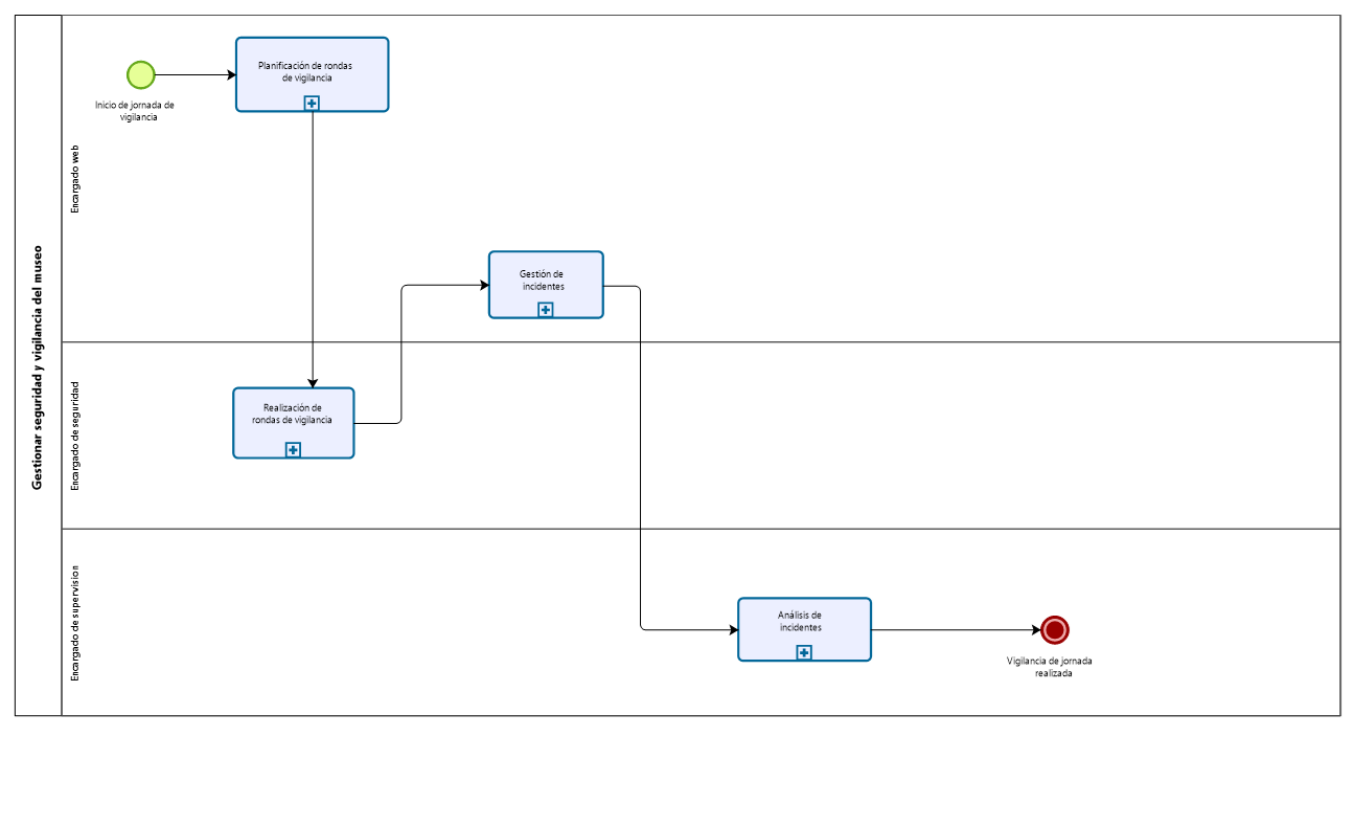 Gestionar seguridad y vigilancia del museo
Encargado web
Inicio de jornada de
vigilancia
Planificación de rondas
de vigilancia
Gestión de
incidentes
Encargado de seguridad
Realización de
rondas de vigilancia
Encargado de supervision
Análisis de
incidentes
Vigilancia de jornada
realizada